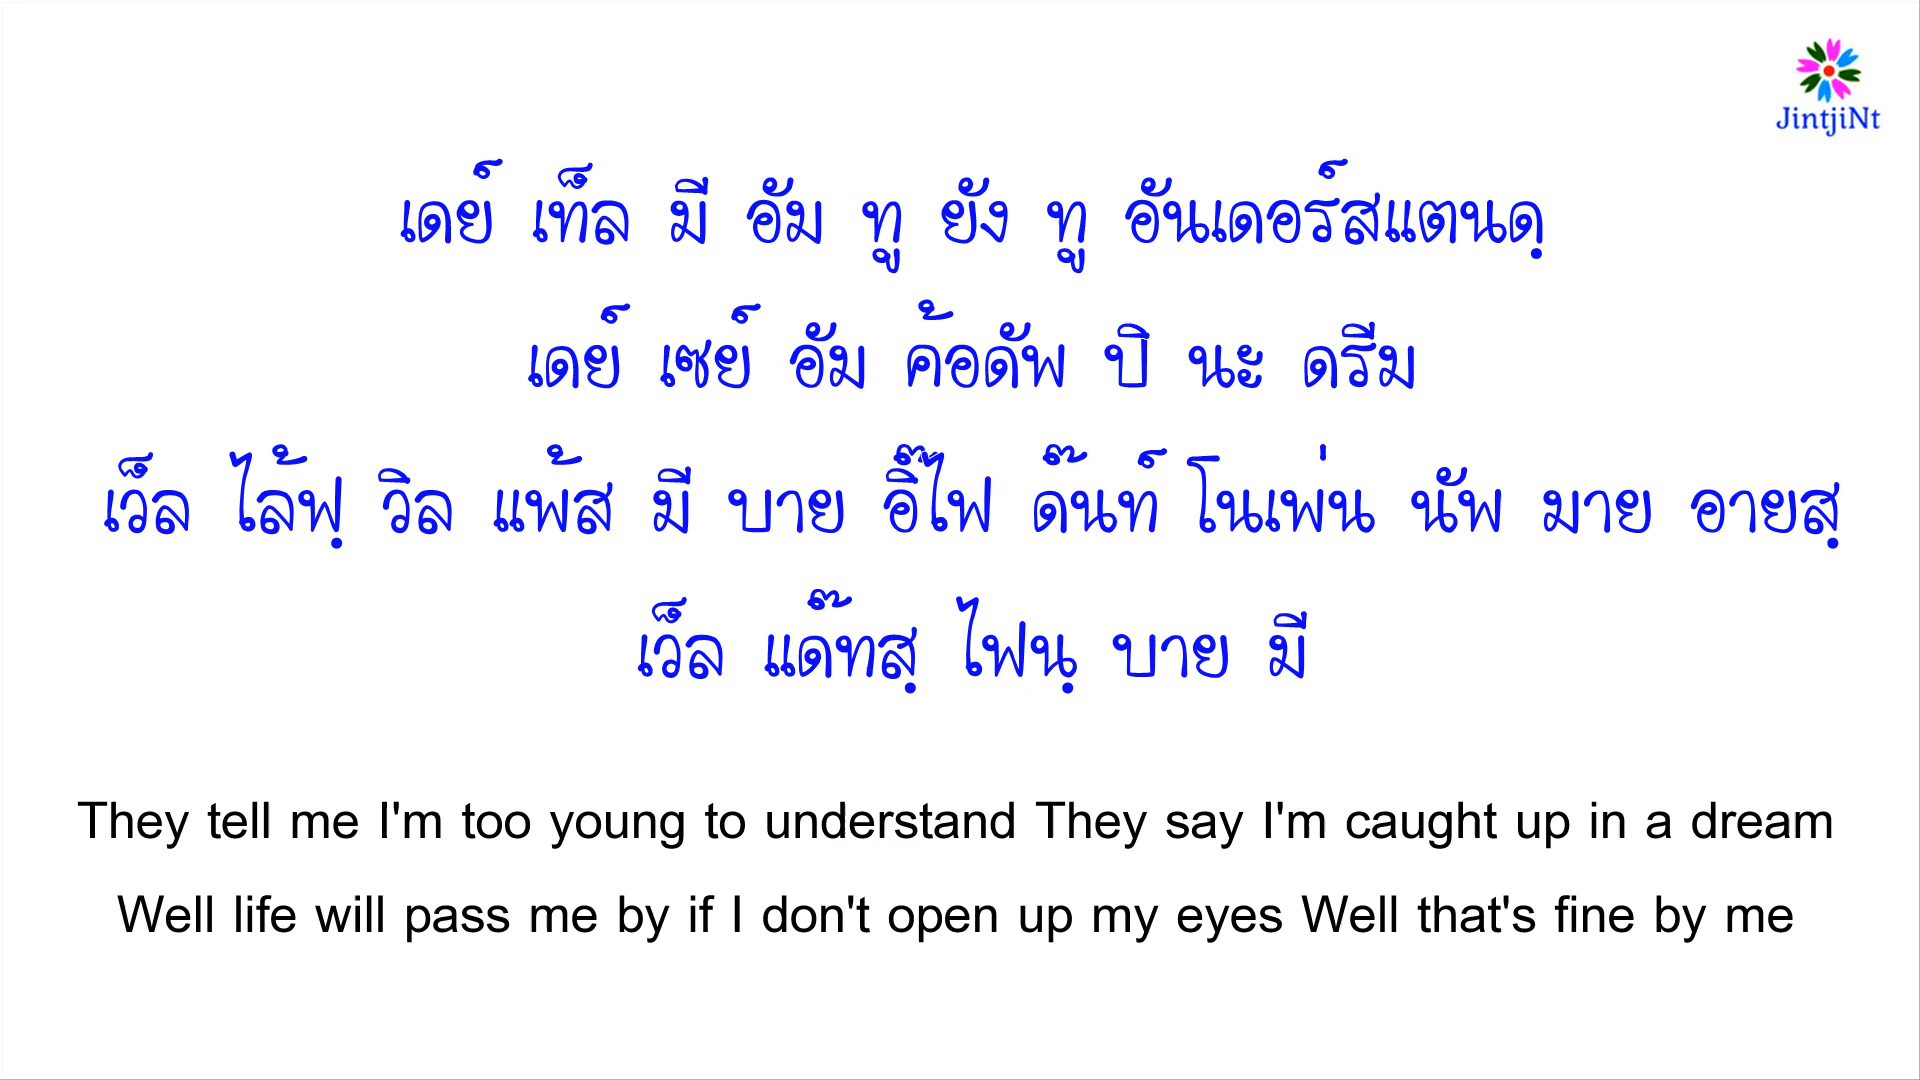 JintjiNt
เดย์ เท็ล มี อัม ทู ยัง ทู อันเดอร์สแตนดฺ
เดย์ เซย์ อัม ค้อดัพ ปิ นะ ดรีม
เว็ล ไล้ฟฺ วิล แพ้ส มี บาย อิ๊ไฟ ด๊นท์ โนเพ่น นัพ มาย อายสฺ
เว็ล แด๊ทสฺ ไฟนฺ บาย มี
They tell me I'm too young to understand They say I'm caught up in a dream
Well life will pass me by if I don't open up my eyes Well that's fine by me